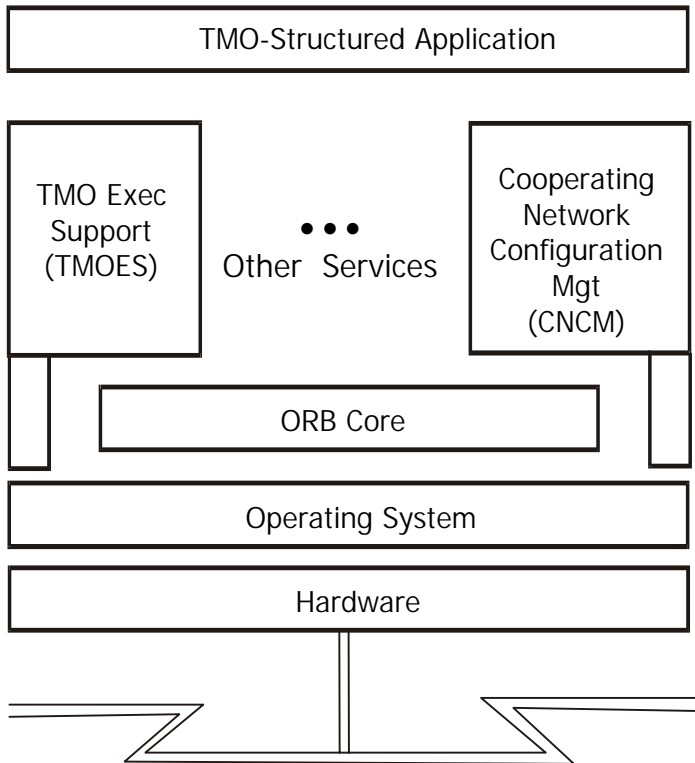 TMO-Structured Application
TMO Exec
Support
(TMOES)
•••
Other Services
Cooperating
Network
Configuration
Mgt
(CNCM)
ORB Core
Operating System
Hardware